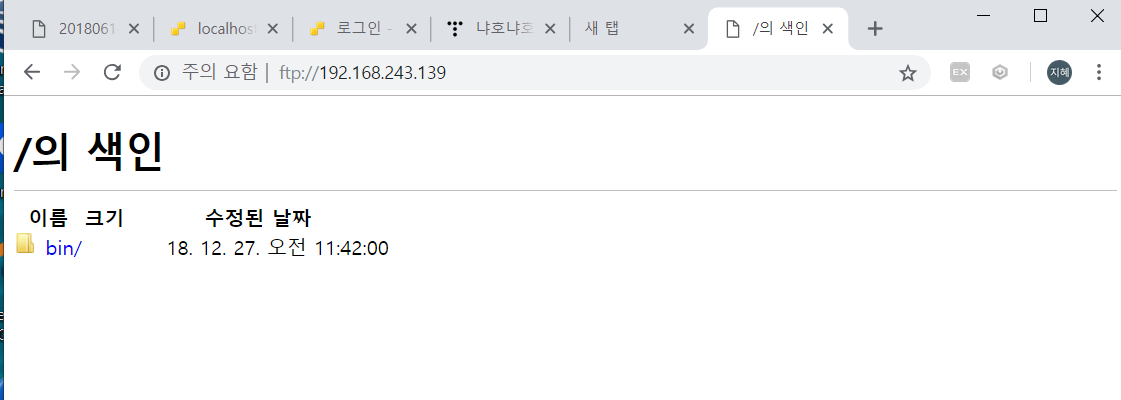 2018061 localhost 로그인 - 냐호냐호 새 탭 /의 색인
주의 요함 | ftp://192.168.243.139 EX 지혜
/의 색인
이름 크기 수정된 날짜
bin/ 18. 12. 27. 오전 11:42:00